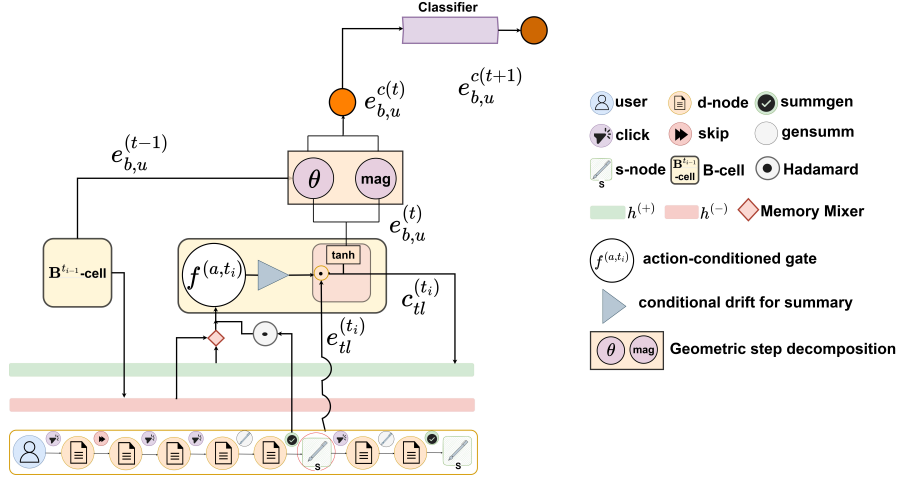 Classifier
e_{b,u}^{c(t)}
e_{b,u}^{c(t+1)}
e_{b,u}^{(t-1)}
θ
mag
e_{b,u}^{(t)}
B^{t_{i-1}}-cell
f^{(a,t_i)}
tanh
c_{tl}^{(t_i)}
e_{tl}^{(t_i)}
S
S
user
d-node
summgen
click
skip
gensumm
S
s-node
B^{t_{i-1}}
-cell
B-cell
Hadamard
h^{(+)}
h^{(-)}
Memory Mixer
f^{(a,t_i)}
action-conditioned gate
conditional drift for summary
θ
mag
Geometric step decomposition